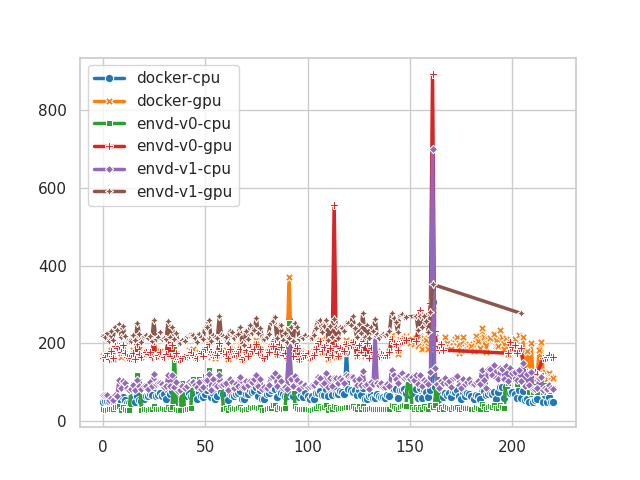 docker-cpu
docker-gpu
envd-v0-cpu
envd-v0-gpu
envd-v1-cpu
envd-v1-gpu
800
600
400
200
0
0 50 100 150 200